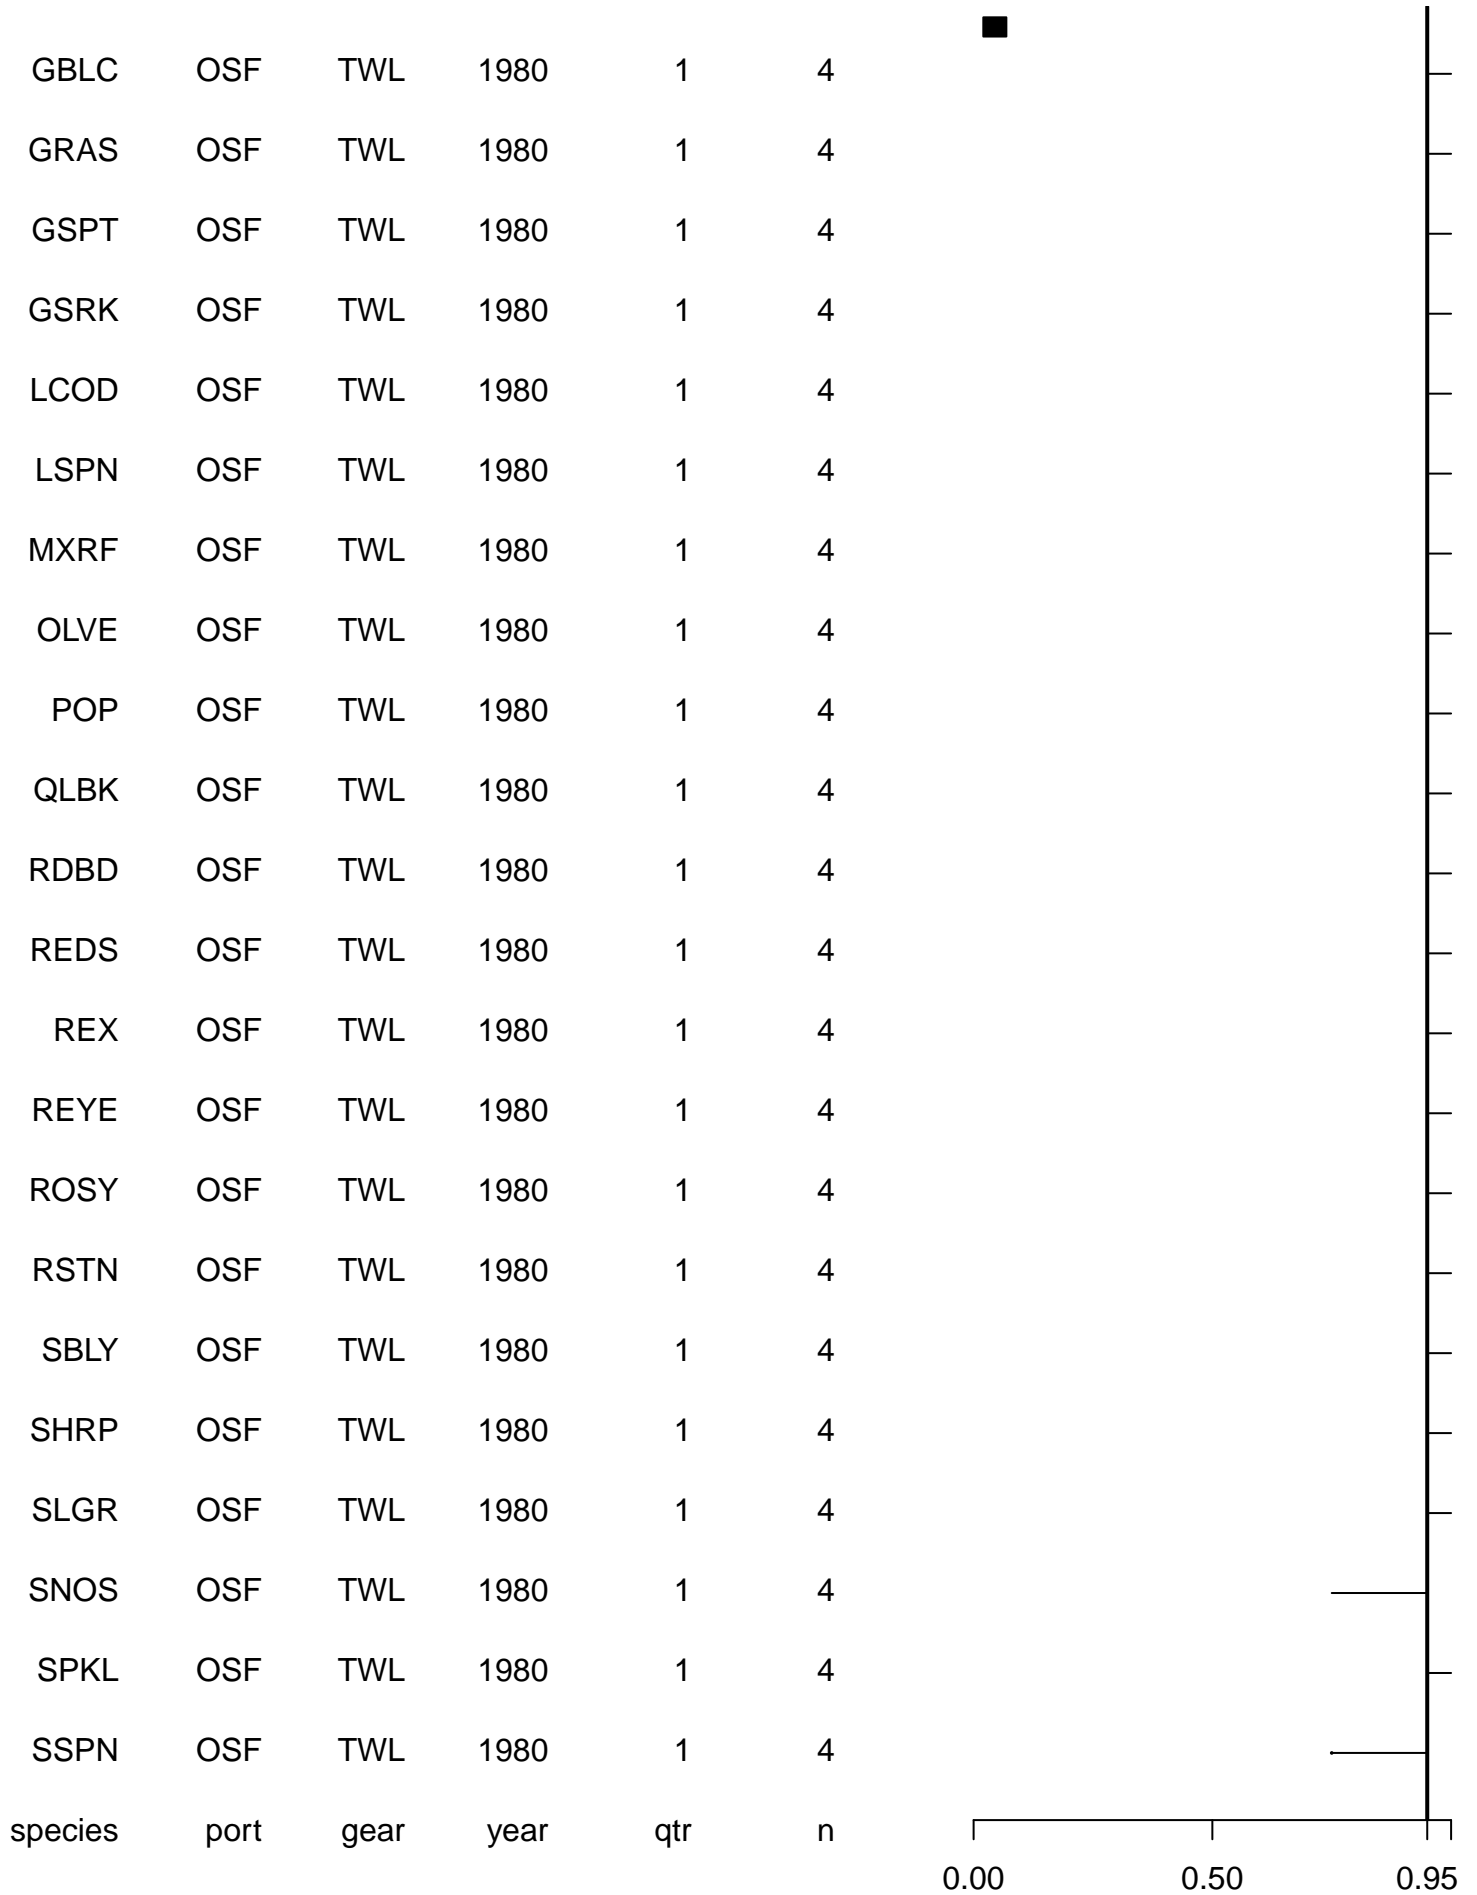 GBLC OSF TWL 1980 1 4
GRAS OSF TWL 1980 1 4
GSPT OSF TWL 1980 1 4
GSRK OSF TWL 1980 1 4
LCOD OSF TWL 1980 1 4
LSPN OSF TWL 1980 1 4
MXRF OSF TWL 1980 1 4
OLVE OSF TWL 1980 1 4
POP OSF TWL 1980 1 4
QLBK OSF TWL 1980 1 4
RDBD OSF TWL 1980 1 4
REDS OSF TWL 1980 1 4
REX OSF TWL 1980 1 4
REYE OSF TWL 1980 1 4
ROSY OSF TWL 1980 1 4
RSTN OSF TWL 1980 1 4
SBLY OSF TWL 1980 1 4
SHRP OSF TWL 1980 1 4
SLGR OSF TWL 1980 1 4
SNOS OSF TWL 1980 1 4
SPKL OSF TWL 1980 1 4
SSPN OSF TWL 1980 1 4
species port gear year qtr n
0.00 0.50 0.95